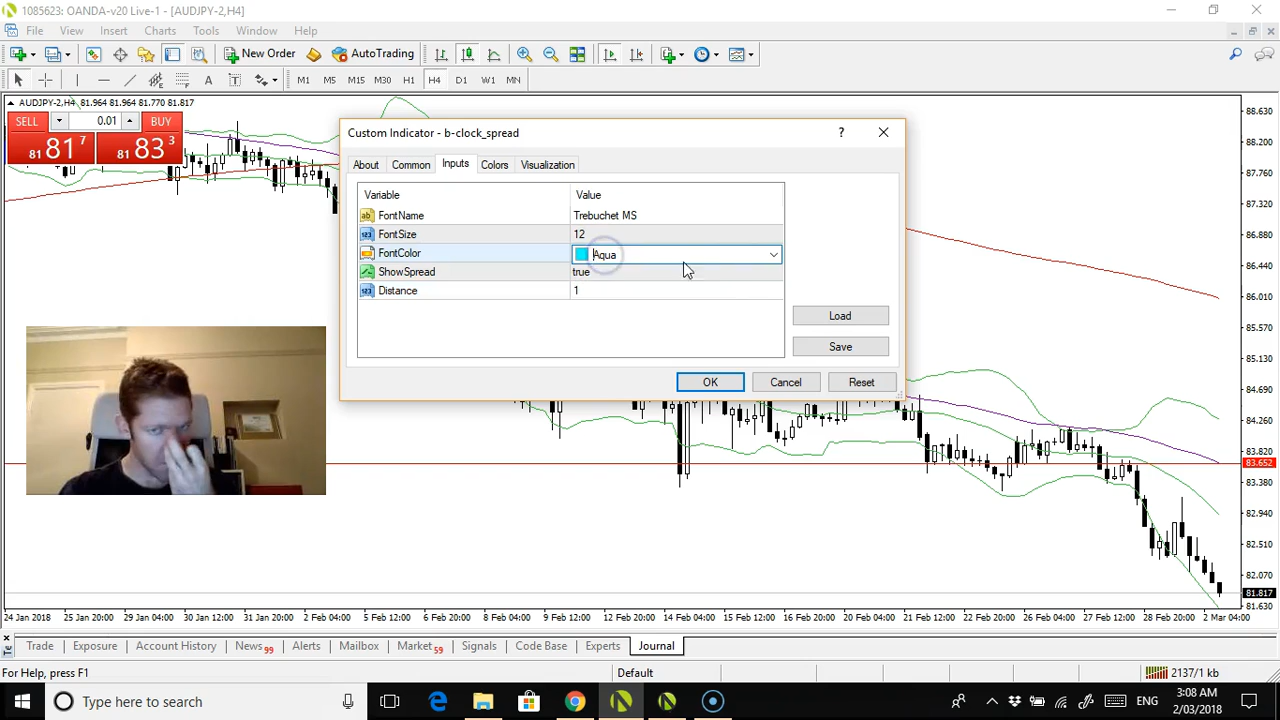 1085623: OANDA-v20 Live-1 - [AUDJPY-2,H4]
File View Insert Charts Tools Window Help
New Order AutoTrading
A T M1 M5 M15 M30 H1 H4 D1 W1 MN
AUDJPY-2,H4 81.964 81.964 81.770 81.817
SELL 0.01 BUY
81 81 7 81 83 3
Custom Indicator - b-clock_spread ?
About Common Inputs Colors Visualization
Variable Value
FontName Trebuchet MS
FontSize 12
FontColor Aqua
ShowSpread true
Distance 1
Load
Save
OK Cancel Reset
88.630
88.200
87.760
87.320
86.880
86.440
86.010
85.570
85.130
84.690
84.260
83.820
83.652
83.380
82.940
82.510
82.070
81.817
81.630
24 Jan 2018 25 Jan 20:00 29 Jan 04:00 30 Jan 12:00 31 Jan 20:00 2 Feb 04:00 5 Feb 12:00 6 Feb 20:00 8 Feb 04:00 9 Feb 12:00 12 Feb 20:00 14 Feb 04:00 15 Feb 12:00 16 Feb 20:00 20 Feb 04:00 21 Feb 12:00 22 Feb 20:00 26 Feb 04:00 27 Feb 12:00 28 Feb 20:00 2 Mar 04:00
Trade Exposure Account History News 99 Alerts Mailbox Market 59 Signals Code Base Experts Journal
For Help, press F1 Default 2137/1 kb
Type here to search ENG 3:08 AM
2/03/2018